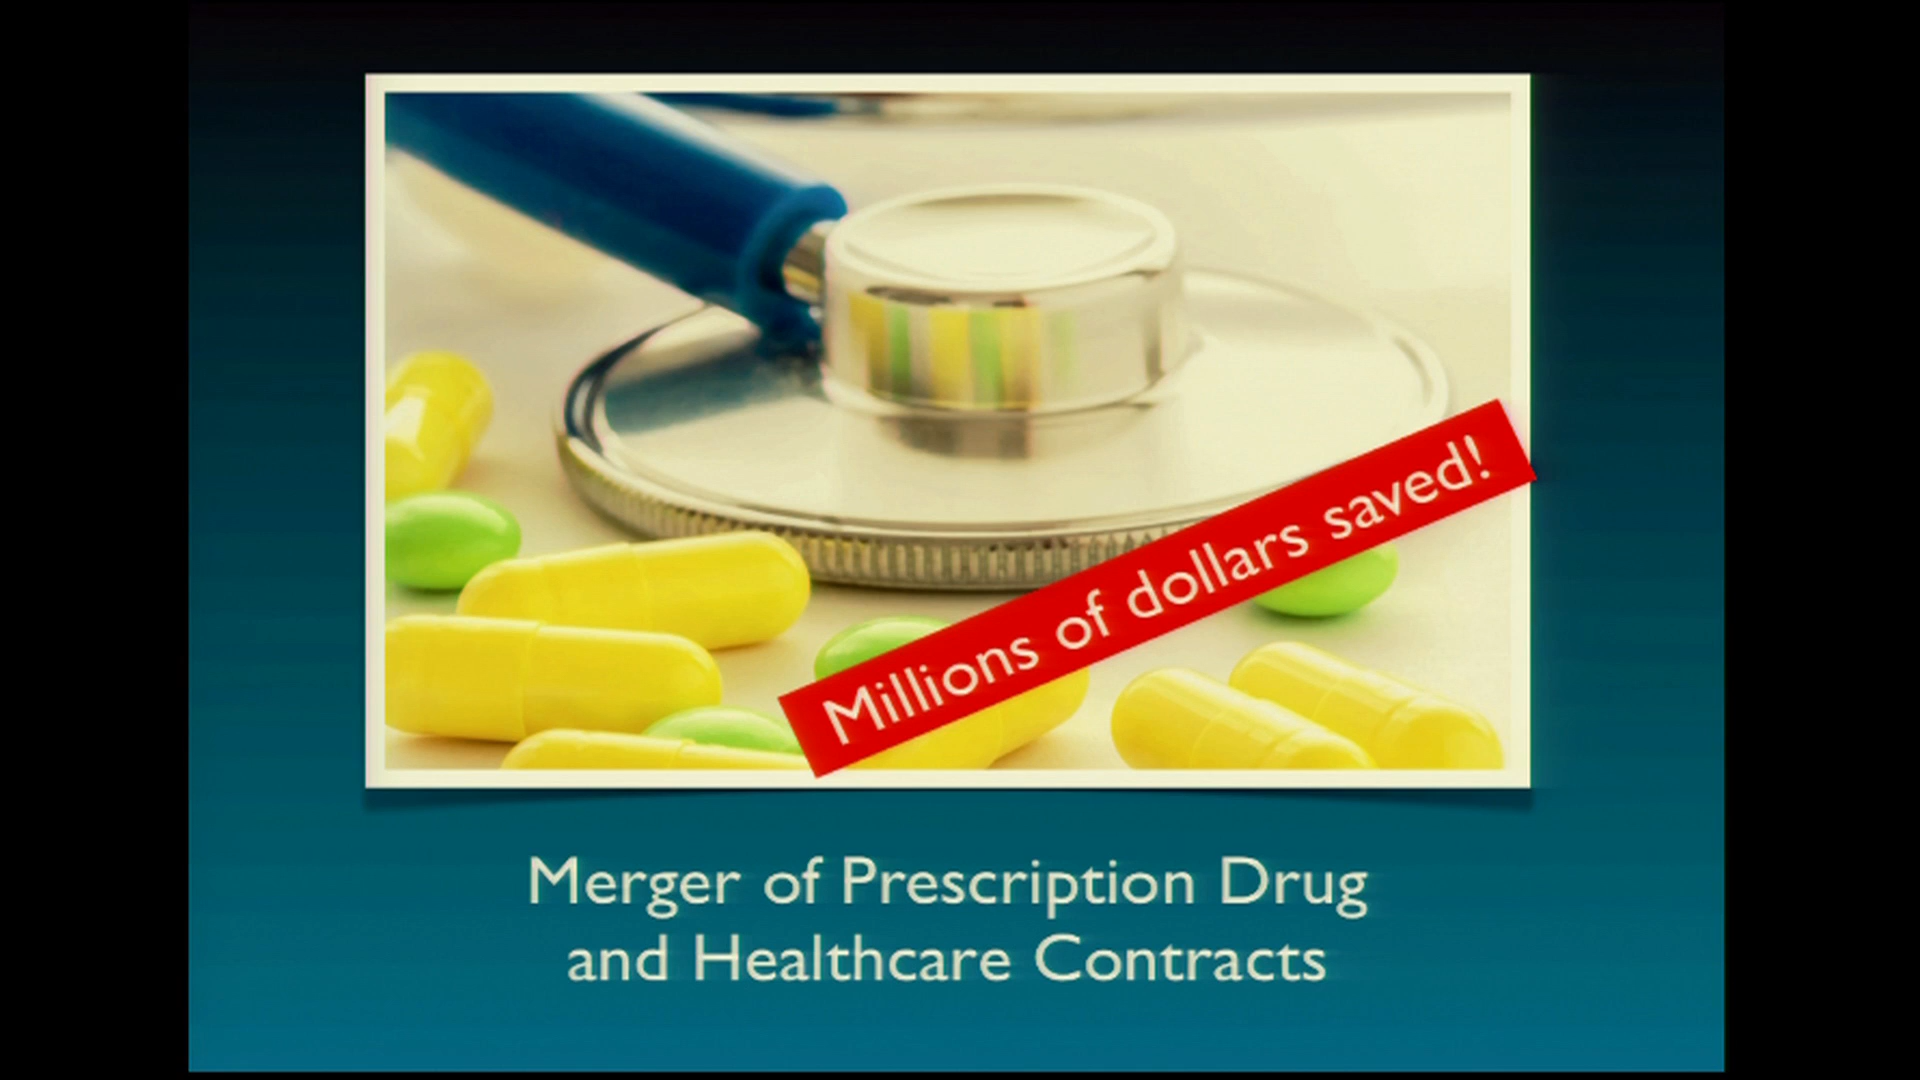 Millions of dollars saved!
Merger of Prescription Drug
and Healthcare Contracts